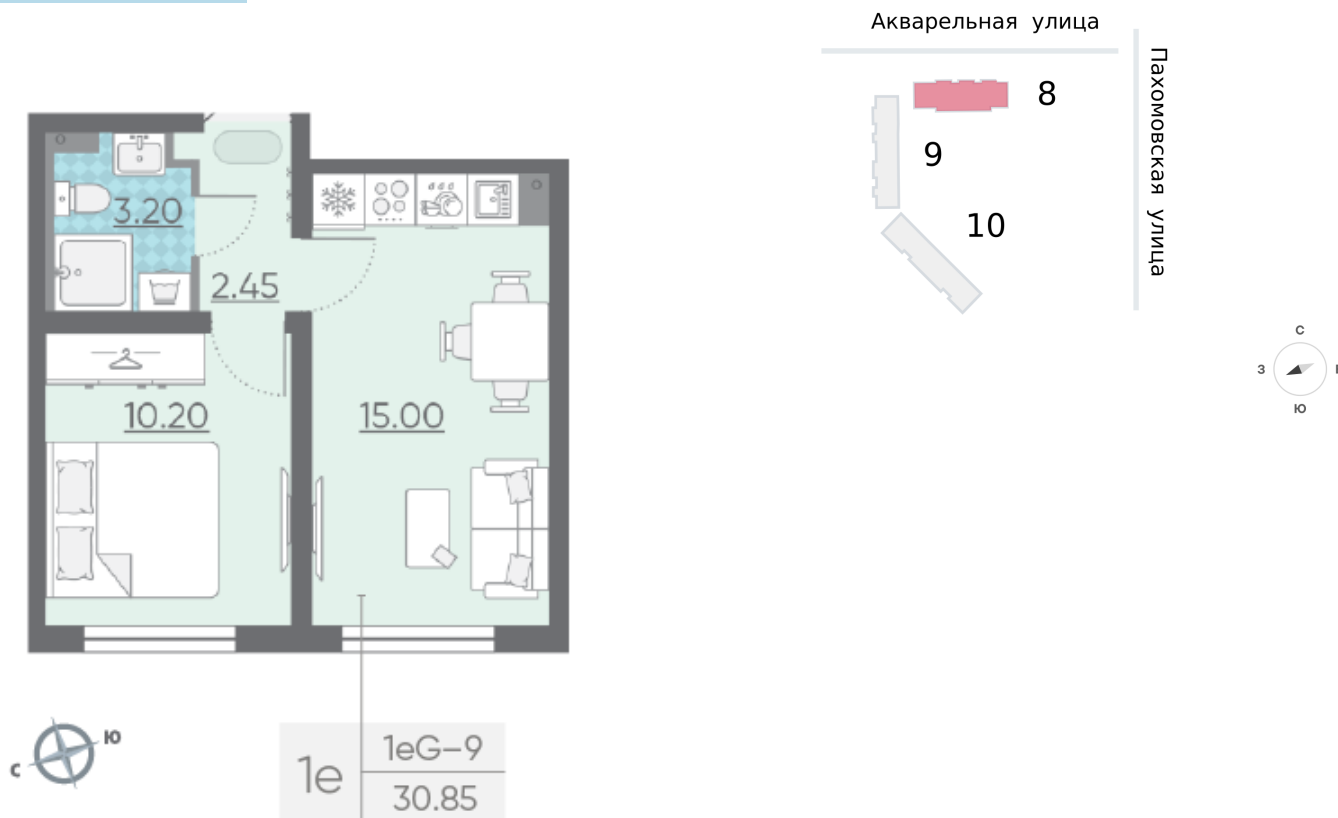 Акварельная улица
Пахомовская улица
8
9
10
3.20
2.45
10.20
15.00
С
З
Ю
Ю
С
1е
1eG–9
30.85